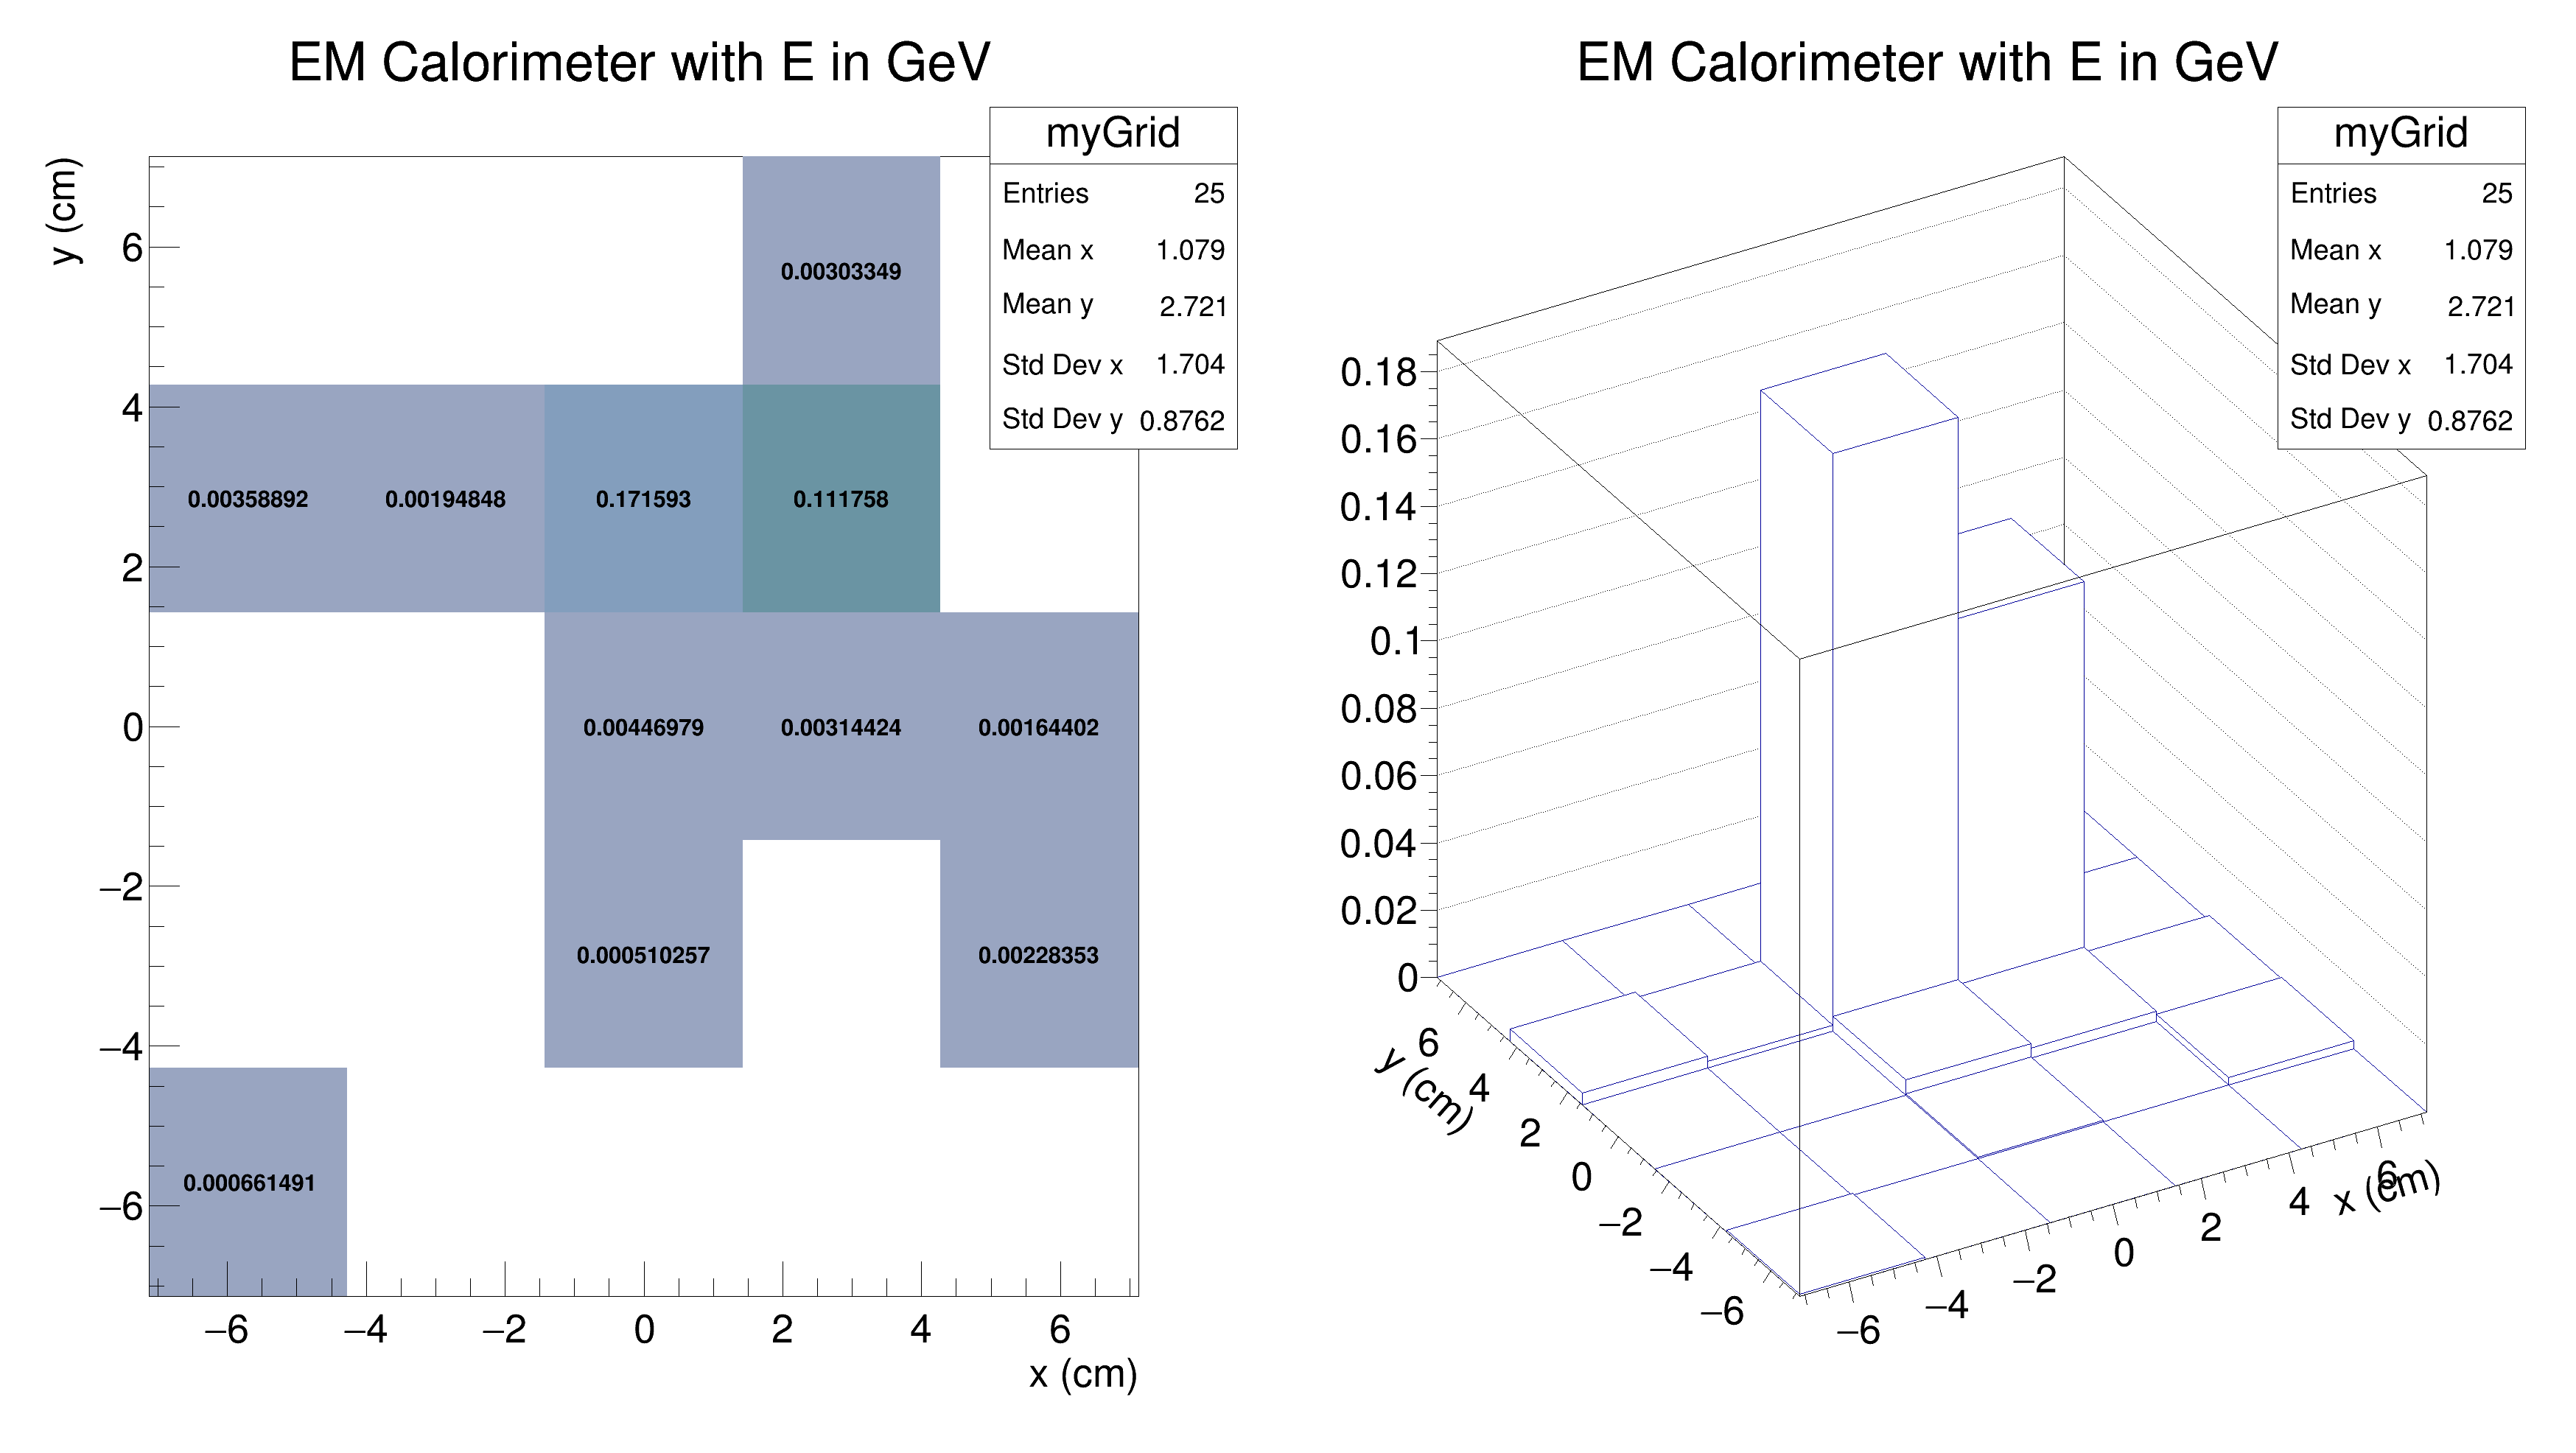 EM Calorimeter with E in GeV
myGrid
Entries 25
Mean x 1.079
Mean y 2.721
Std Dev x 1.704
Std Dev y 0.8762
y (cm)
6
4
2
0
−2
−4
−6
0.00303349
0.00358892 0.00194848 0.171593 0.111758
0.00446979 0.00314424 0.00164402
0.000510257 0.00228353
0.000661491
−6 −4 −2 0 2 4 6
x (cm)
EM Calorimeter with E in GeV
myGrid
Entries 25
Mean x 1.079
Mean y 2.721
Std Dev x 1.704
Std Dev y 0.8762
0.18
0.16
0.14
0.12
0.1
0.08
0.06
0.04
0.02
0
6
4
2
0
−2
−4
−6
y (cm)
−6 −4 −2 0 2 4 6
x (cm)